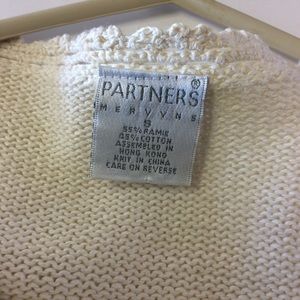 PARTNERS®
MERVYNS
S
55% RAMIE
45% COTTON
ASSEMBLED IN
HONG KONG
KNIT IN CHINA
CARE ON REVERSE